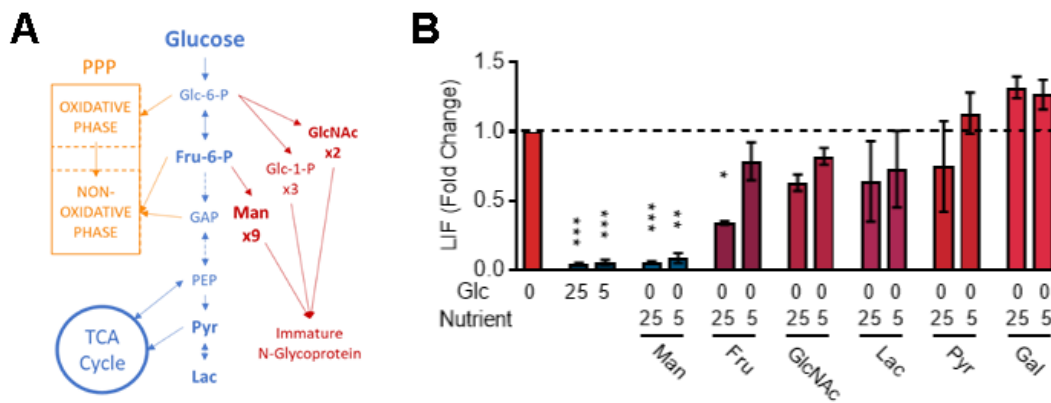 A
Glucose
PPP
Glc-6-P
OXIDATIVE
PHASE
GlcNAc
x2
Fru-6-P
Glc-1-P
x3
NON-
OXIDATIVE
PHASE
Man
x9
GAP
PEP
TCA
Cycle
Pyr
Lac
Immature
N-Glycoprotein
B
LIF (Fold Change)
1.5
1.0
0.5
0.0
*** *** *** ** *
Glc 0 25 5 0 0 0 0 0 0 0 0 0 0 0 0
Nutrient 25 5 25 5 25 5 25 5 25 5 25 5
Man Fru GlcNAc Lac Pyr Gal